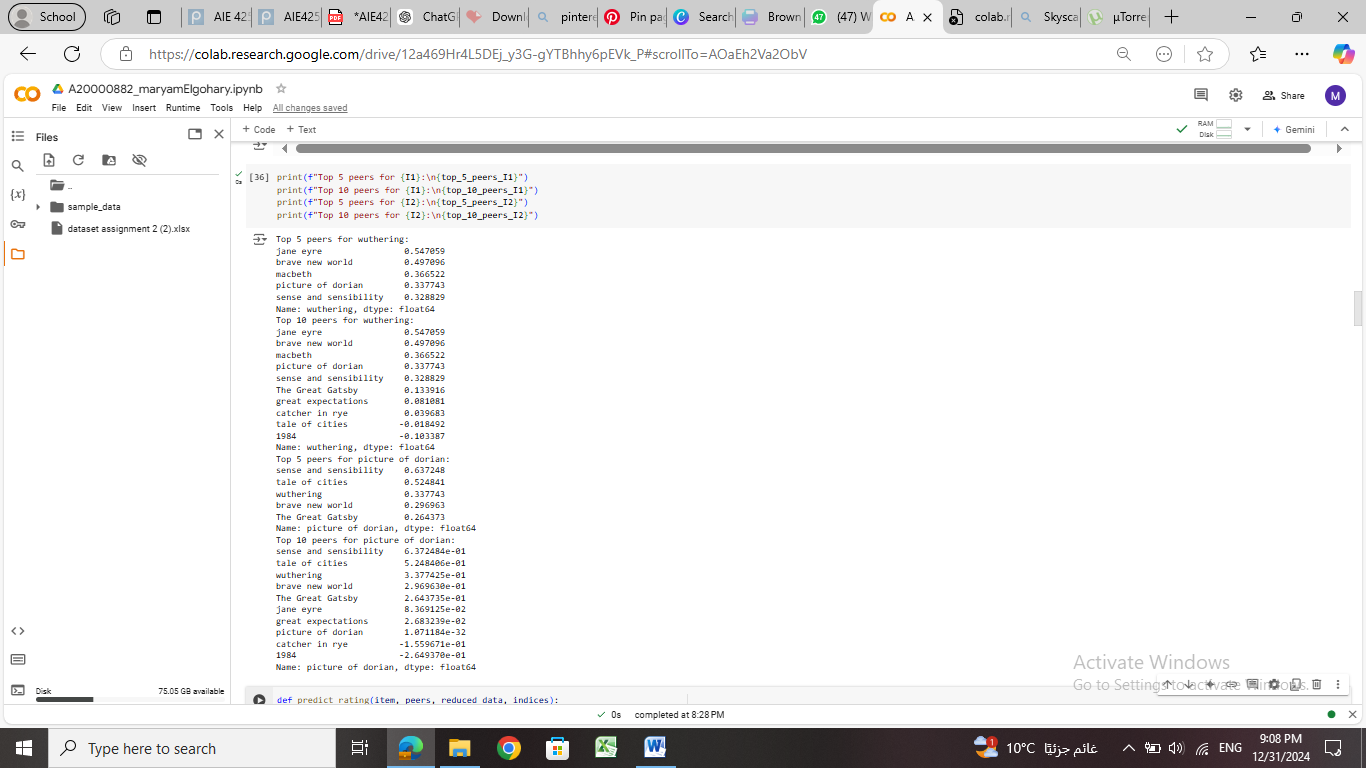 School
AIE 425
AIE425
*AIE42
ChatG
Downl
pintere
Pin pa
Search
Brown
(47) W
A
colab.r
Skysca
µTorre
https://colab.research.google.com/drive/12a469Hr4L5DEj_y3G-gYTBhhy6pEVk_P#scrollTo=AOaEh2Va2ObV
A20000882_maryamElgohary.ipynb
File Edit View Insert Runtime Tools Help All changes saved
Share
M
Files
+ Code + Text
RAM
Disk
Gemini
..
sample_data
dataset assignment 2 (2).xlsx
[36] print(f"Top 5 peers for {I1}:\n{top_5_peers_I1}")
print(f"Top 10 peers for {I1}:\n{top_10_peers_I1}")
print(f"Top 5 peers for {I2}:\n{top_5_peers_I2}")
print(f"Top 10 peers for {I2}:\n{top_10_peers_I2}")
0s
Top 5 peers for wuthering:
jane eyre 0.547059
brave new world 0.497096
macbeth 0.366522
picture of dorian 0.337743
sense and sensibility 0.328829
Name: wuthering, dtype: float64
Top 10 peers for wuthering:
jane eyre 0.547059
brave new world 0.497096
macbeth 0.366522
picture of dorian 0.337743
sense and sensibility 0.328829
The Great Gatsby 0.133916
great expectations 0.081081
catcher in rye 0.039683
tale of cities -0.018492
1984 -0.103387
Name: wuthering, dtype: float64
Top 5 peers for picture of dorian:
sense and sensibility 0.637248
tale of cities 0.524841
wuthering 0.337743
brave new world 0.296963
The Great Gatsby 0.264373
Name: picture of dorian, dtype: float64
Top 10 peers for picture of dorian:
sense and sensibility 6.372484e-01
tale of cities 5.248406e-01
wuthering 3.377425e-01
brave new world 2.969630e-01
The Great Gatsby 2.643735e-01
jane eyre 8.369125e-02
great expectations 2.683239e-02
picture of dorian 1.071184e-32
catcher in rye -1.559671e-01
1984 -2.649370e-01
Name: picture of dorian, dtype: float64
def predict_rating(item, peers, reduced_data, indices):
Disk 75.05 GB available
Activate Windows
Go to Settings to activate Windows.
0s completed at 8:28 PM
Type here to search
1
10°C غائم جزئيًا
ENG
9:08 PM
12/31/2024